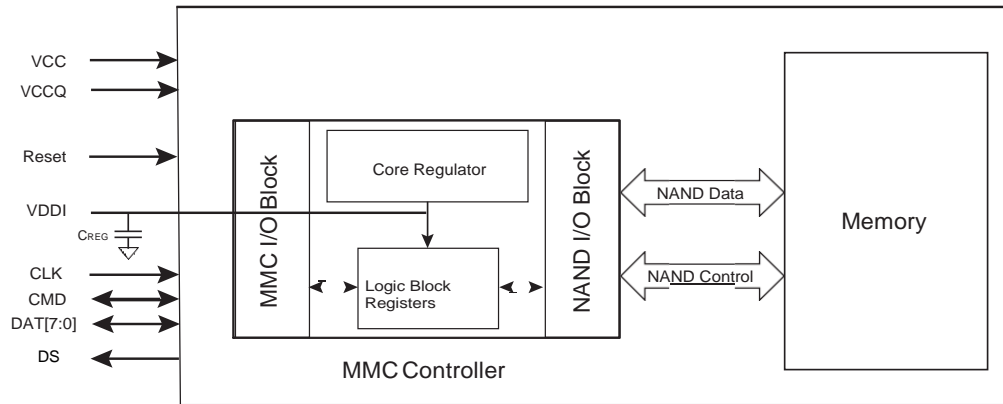 VCC
VCCQ
Reset
VDDI
CREG
CLK
CMD
DAT[7:0]
DS
MMC I/O Block
Core Regulator
Logic Block
Registers
NAND I/O Block
NAND Data
NAND Control
Memory
MMC Controller